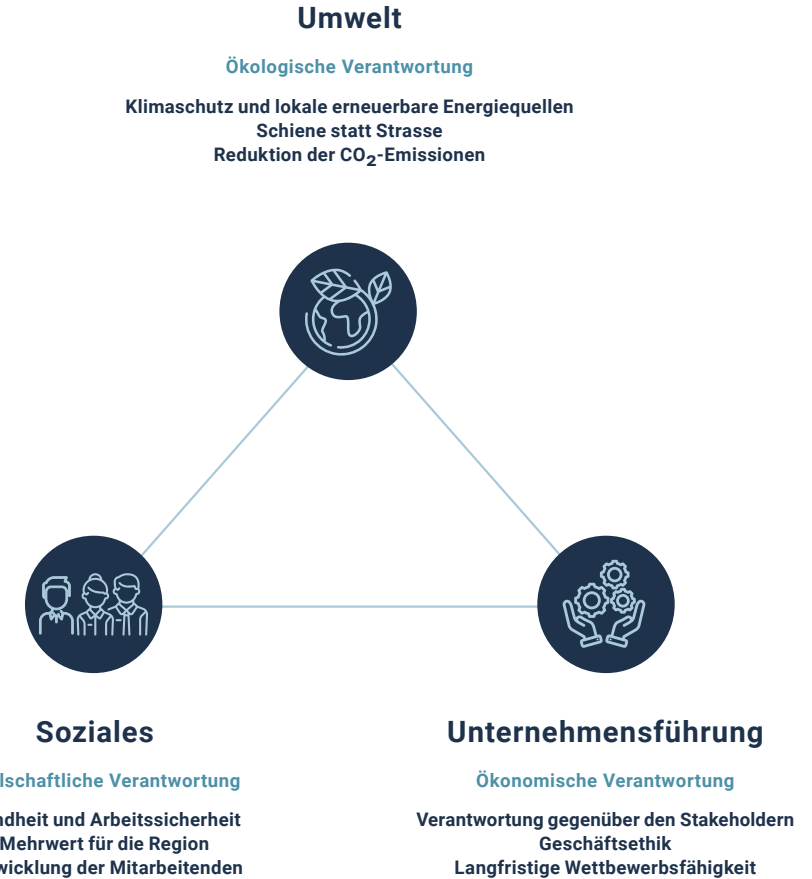 Umwelt
Ökologische Verantwortung
Klimaschutz und lokale erneuerbare Energiequellen
Schiene statt Strasse
Reduktion der CO₂-Emissionen
Soziales
lschaftliche Verantwortung
ndheit und Arbeitssicherheit
Mehrwert für die Region
wicklung der Mitarbeitenden
Unternehmensführung
Ökonomische Verantwortung
Verantwortung gegenüber den Stakeholdern
Geschäftsethik
Langfristige Wettbewerbsfähigkeit